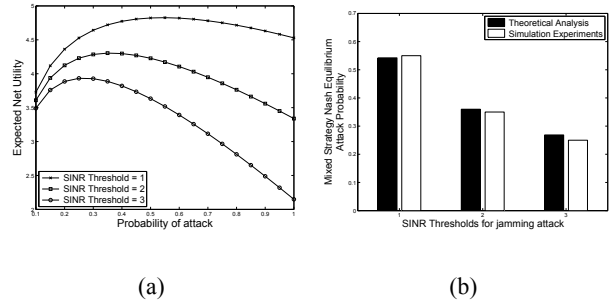 5
4.5
4
3.5
3
2.5
2
Expected Net Utility
SINR Threshold = 1
SINR Threshold = 2
SINR Threshold = 3
0.1 0.2 0.3 0.4 0.5 0.6 0.7 0.8 0.9 1
Probability of attack
(a)
0.7
0.6
0.5
0.4
0.3
0.2
0.1
0
Mixed Strategy Nash Equilibrium
Attack Probability
Theoretical Analysis
Simulation Experiments
1 2 3
SINR Thresholds for jamming attack
(b)